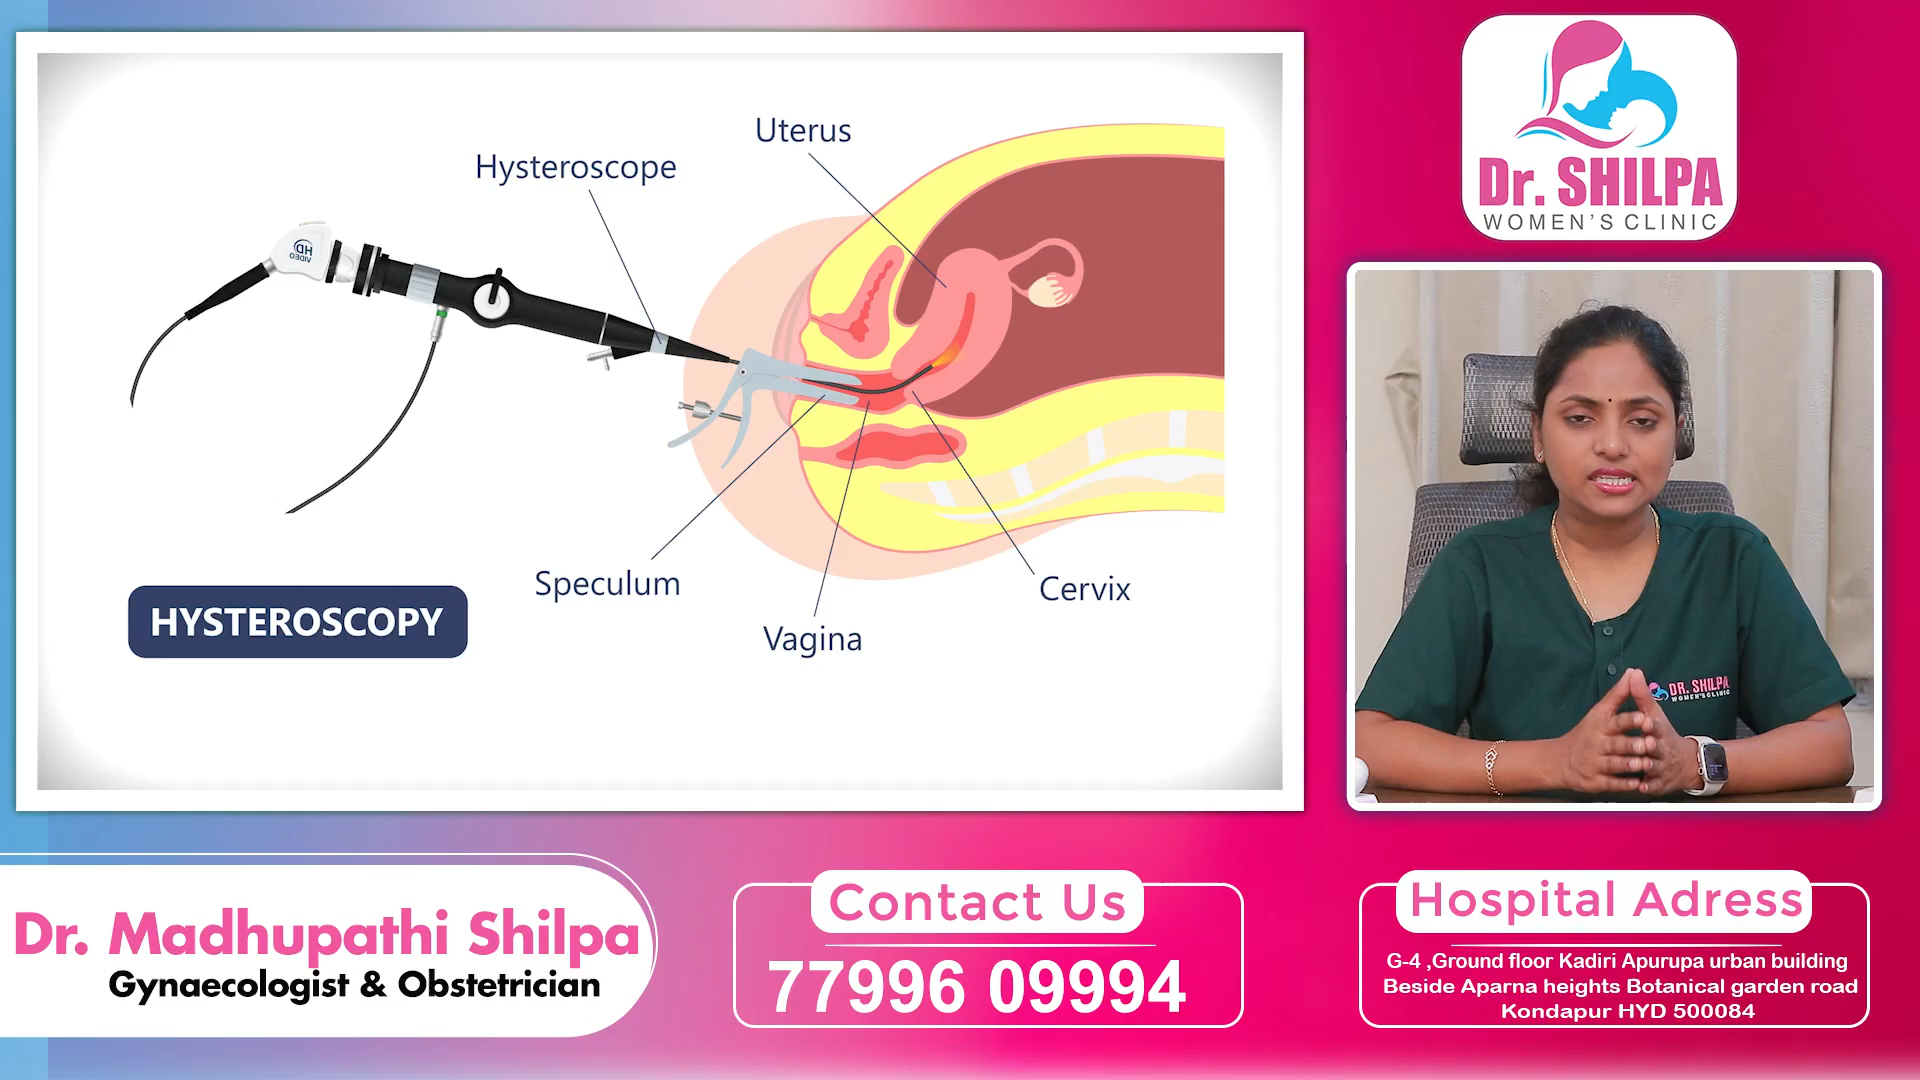 Uterus
Hysteroscope
VIDEO
HD
Speculum
Cervix
Vagina
HYSTEROSCOPY
Dr. SHILPA
WOMEN'S CLINIC
DR. SHILPA
WOMEN'S CLINIC
Dr. Madhupathi Shilpa
Gynaecologist & Obstetrician
Contact Us
77996 09994
Hospital Adress
G-4 ,Ground floor Kadiri Apurupa urban building
Beside Aparna heights Botanical garden road
Kondapur HYD 500084